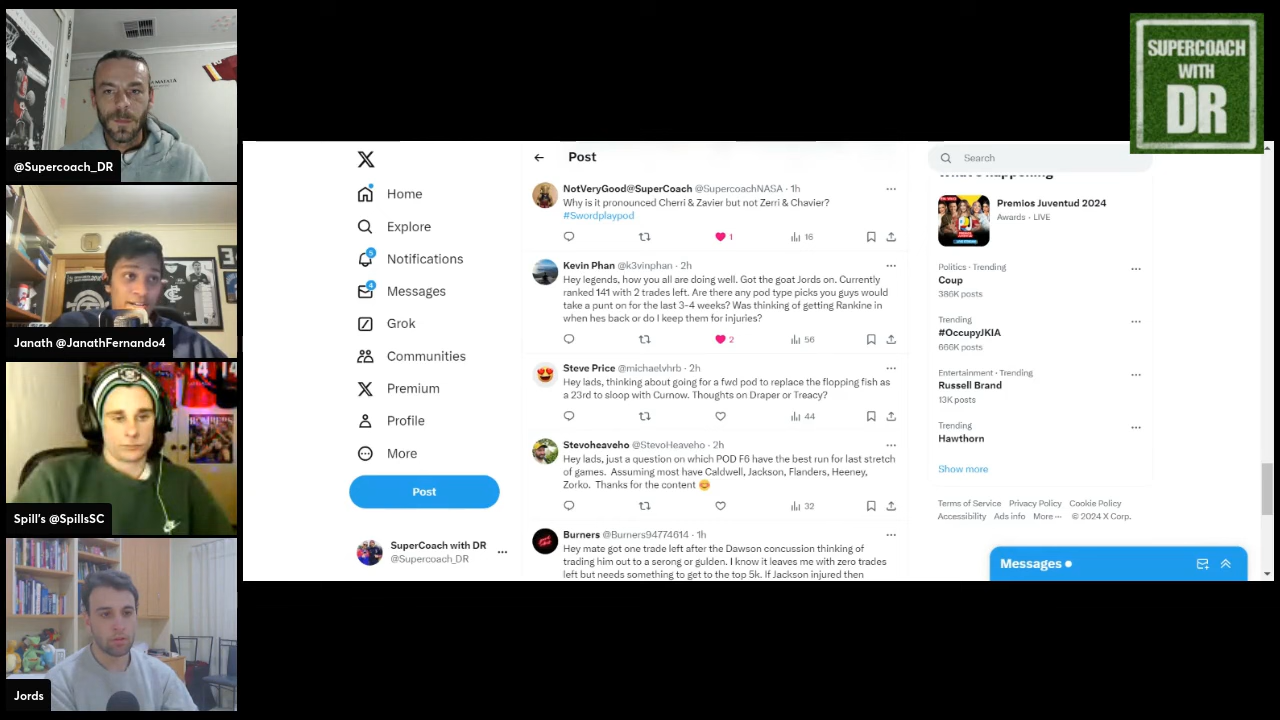 @Supercoach_DR
Janath @JanathFernando4
Spill's @SpillsSC
Jords
SUPERCOACH
WITH
DR
Home
Explore
5
Notifications
4
Messages
Grok
Communities
Premium
Profile
More
Post
SuperCoach with DR
@Supercoach_DR
Post
NotVeryGood@SuperCoach @SupercoachNASA · 1h
Why is it pronounced Cherri & Zavier but not Zerri & Chavier?
#Swordplaypod
1
16
Kevin Phan @k3vinphan · 2h
Hey legends, how you all are doing well. Got the goat Jords on. Currently
ranked 141 with 2 trades left. Are there any pod type picks you guys would
take a punt on for the last 3-4 weeks? Was thinking of getting Rankine in
when hes back or do I keep them for injuries?
2
56
Steve Price @michaelvhrb · 2h
Hey lads, thinking about going for a fwd pod to replace the flopping fish as
a 23rd to sloop with Curnow. Thoughts on Draper or Treacy?
44
Stevoheaveho @StevoHeaveho · 2h
Hey lads, just a question on which POD F6 have the best run for last stretch
of games. Assuming most have Caldwell, Jackson, Flanders, Heeney,
Zorko. Thanks for the content 😊
32
Burners @Burners94774614 · 1h
Hey mate got one trade left after the Dawson concussion thinking of
trading him out to a serong or gulden. I know it leaves me with zero trades
left but needs something to get to the top 5k. If Jackson injured then
Search
What's happening
Premios Juventud 2024
Awards · LIVE
Politics · Trending
Coup
386K posts
Trending
#OccupyJKIA
666K posts
Entertainment · Trending
Russell Brand
13K posts
Trending
Hawthorn
Show more
Terms of Service Privacy Policy Cookie Policy
Accessibility Ads info More ··· © 2024 X Corp.
Messages